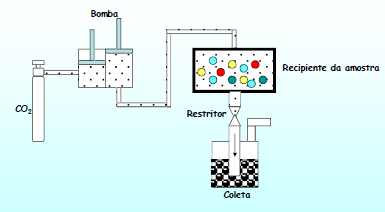 Bomba
Recipiente da amostra
CO₂
Restritor
Coleta